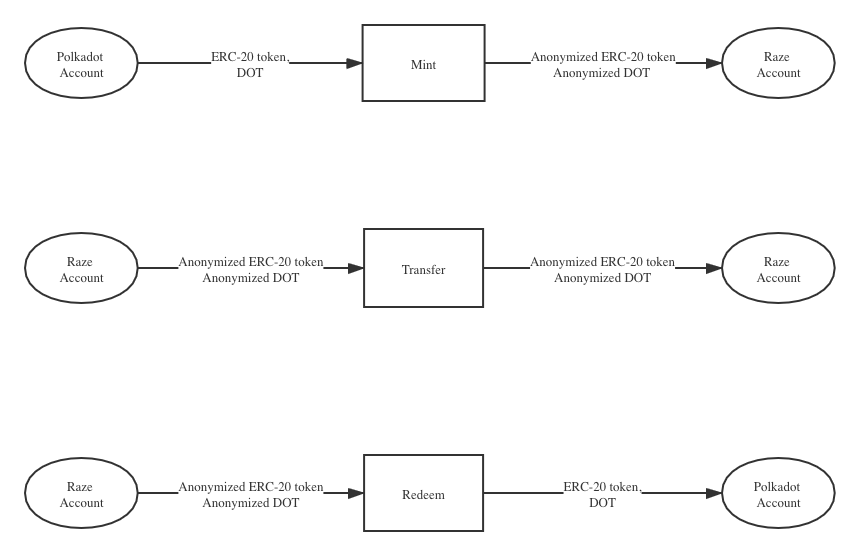 Polkadot
Account
ERC-20 token,
DOT
Mint
Anonymized ERC-20 token
Anonymized DOT
Raze
Account
Raze
Account
Anonymized ERC-20 token
Anonymized DOT
Transfer
Anonymized ERC-20 token
Anonymized DOT
Raze
Account
Raze
Account
Anonymized ERC-20 token
Anonymized DOT
Redeem
ERC-20 token,
DOT
Polkadot
Account